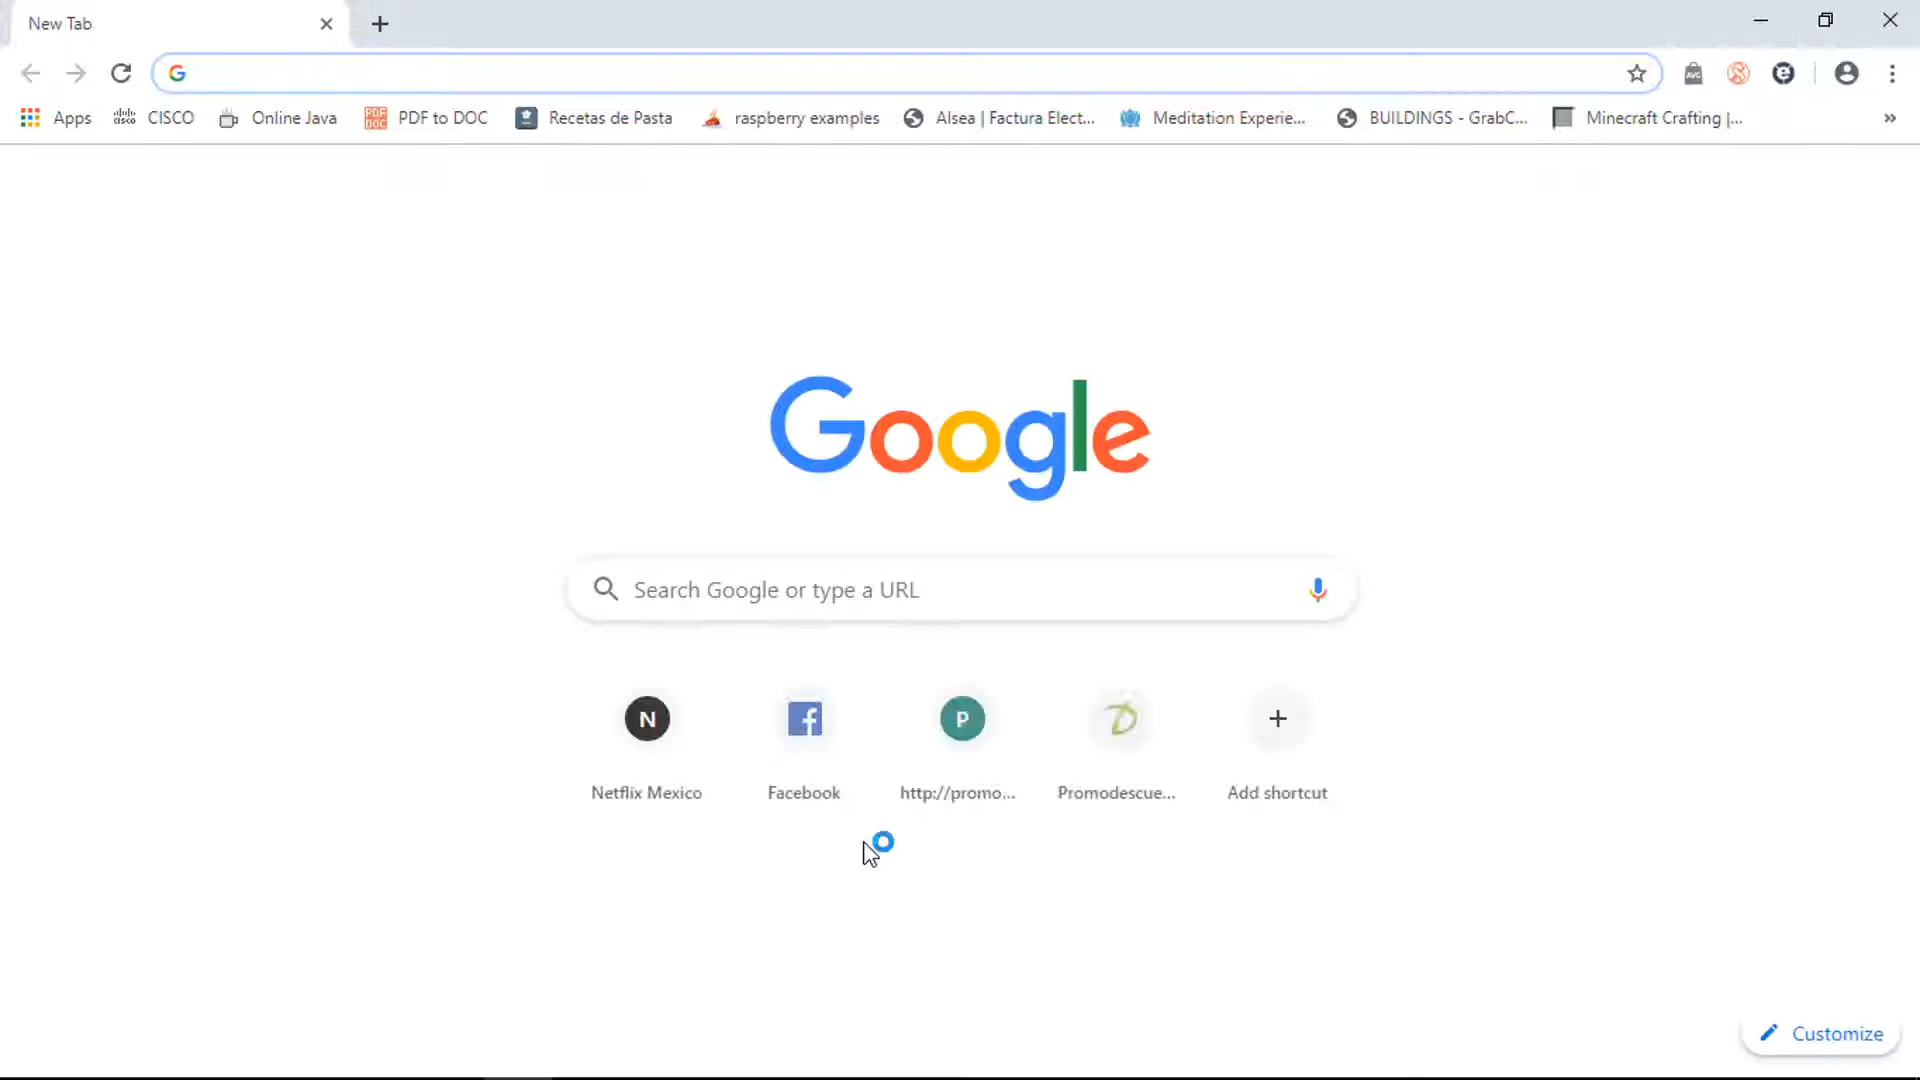 New Tab
Apps CISCO Online Java PDF to DOC Recetas de Pasta raspberry examples Alsea | Factura Elect... Meditation Experie... BUILDINGS - GrabC... Minecraft Crafting |... »
Google
Search Google or type a URL
N P
Netflix Mexico Facebook http://promo... Promodescue... Add shortcut
Customize